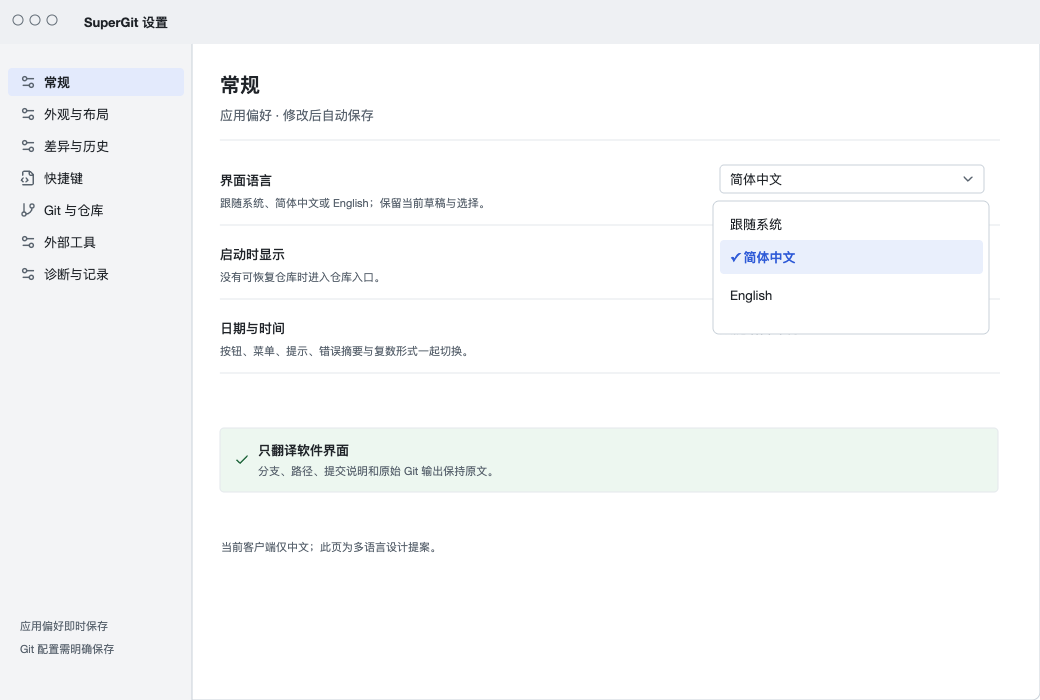 SuperGit 设置
常规
外观与布局
差异与历史
快捷键
Git 与仓库
外部工具
诊断与记录
应用偏好即时保存
Git 配置需明确保存
常规
应用偏好 · 修改后自动保存
界面语言
跟随系统、简体中文或 English；保留当前草稿与选择。
简体中文
跟随系统
✓简体中文
English
启动时显示
没有可恢复仓库时进入仓库入口。
日期与时间
按钮、菜单、提示、错误摘要与复数形式一起切换。
只翻译软件界面
分支、路径、提交说明和原始 Git 输出保持原文。
当前客户端仅中文；此页为多语言设计提案。